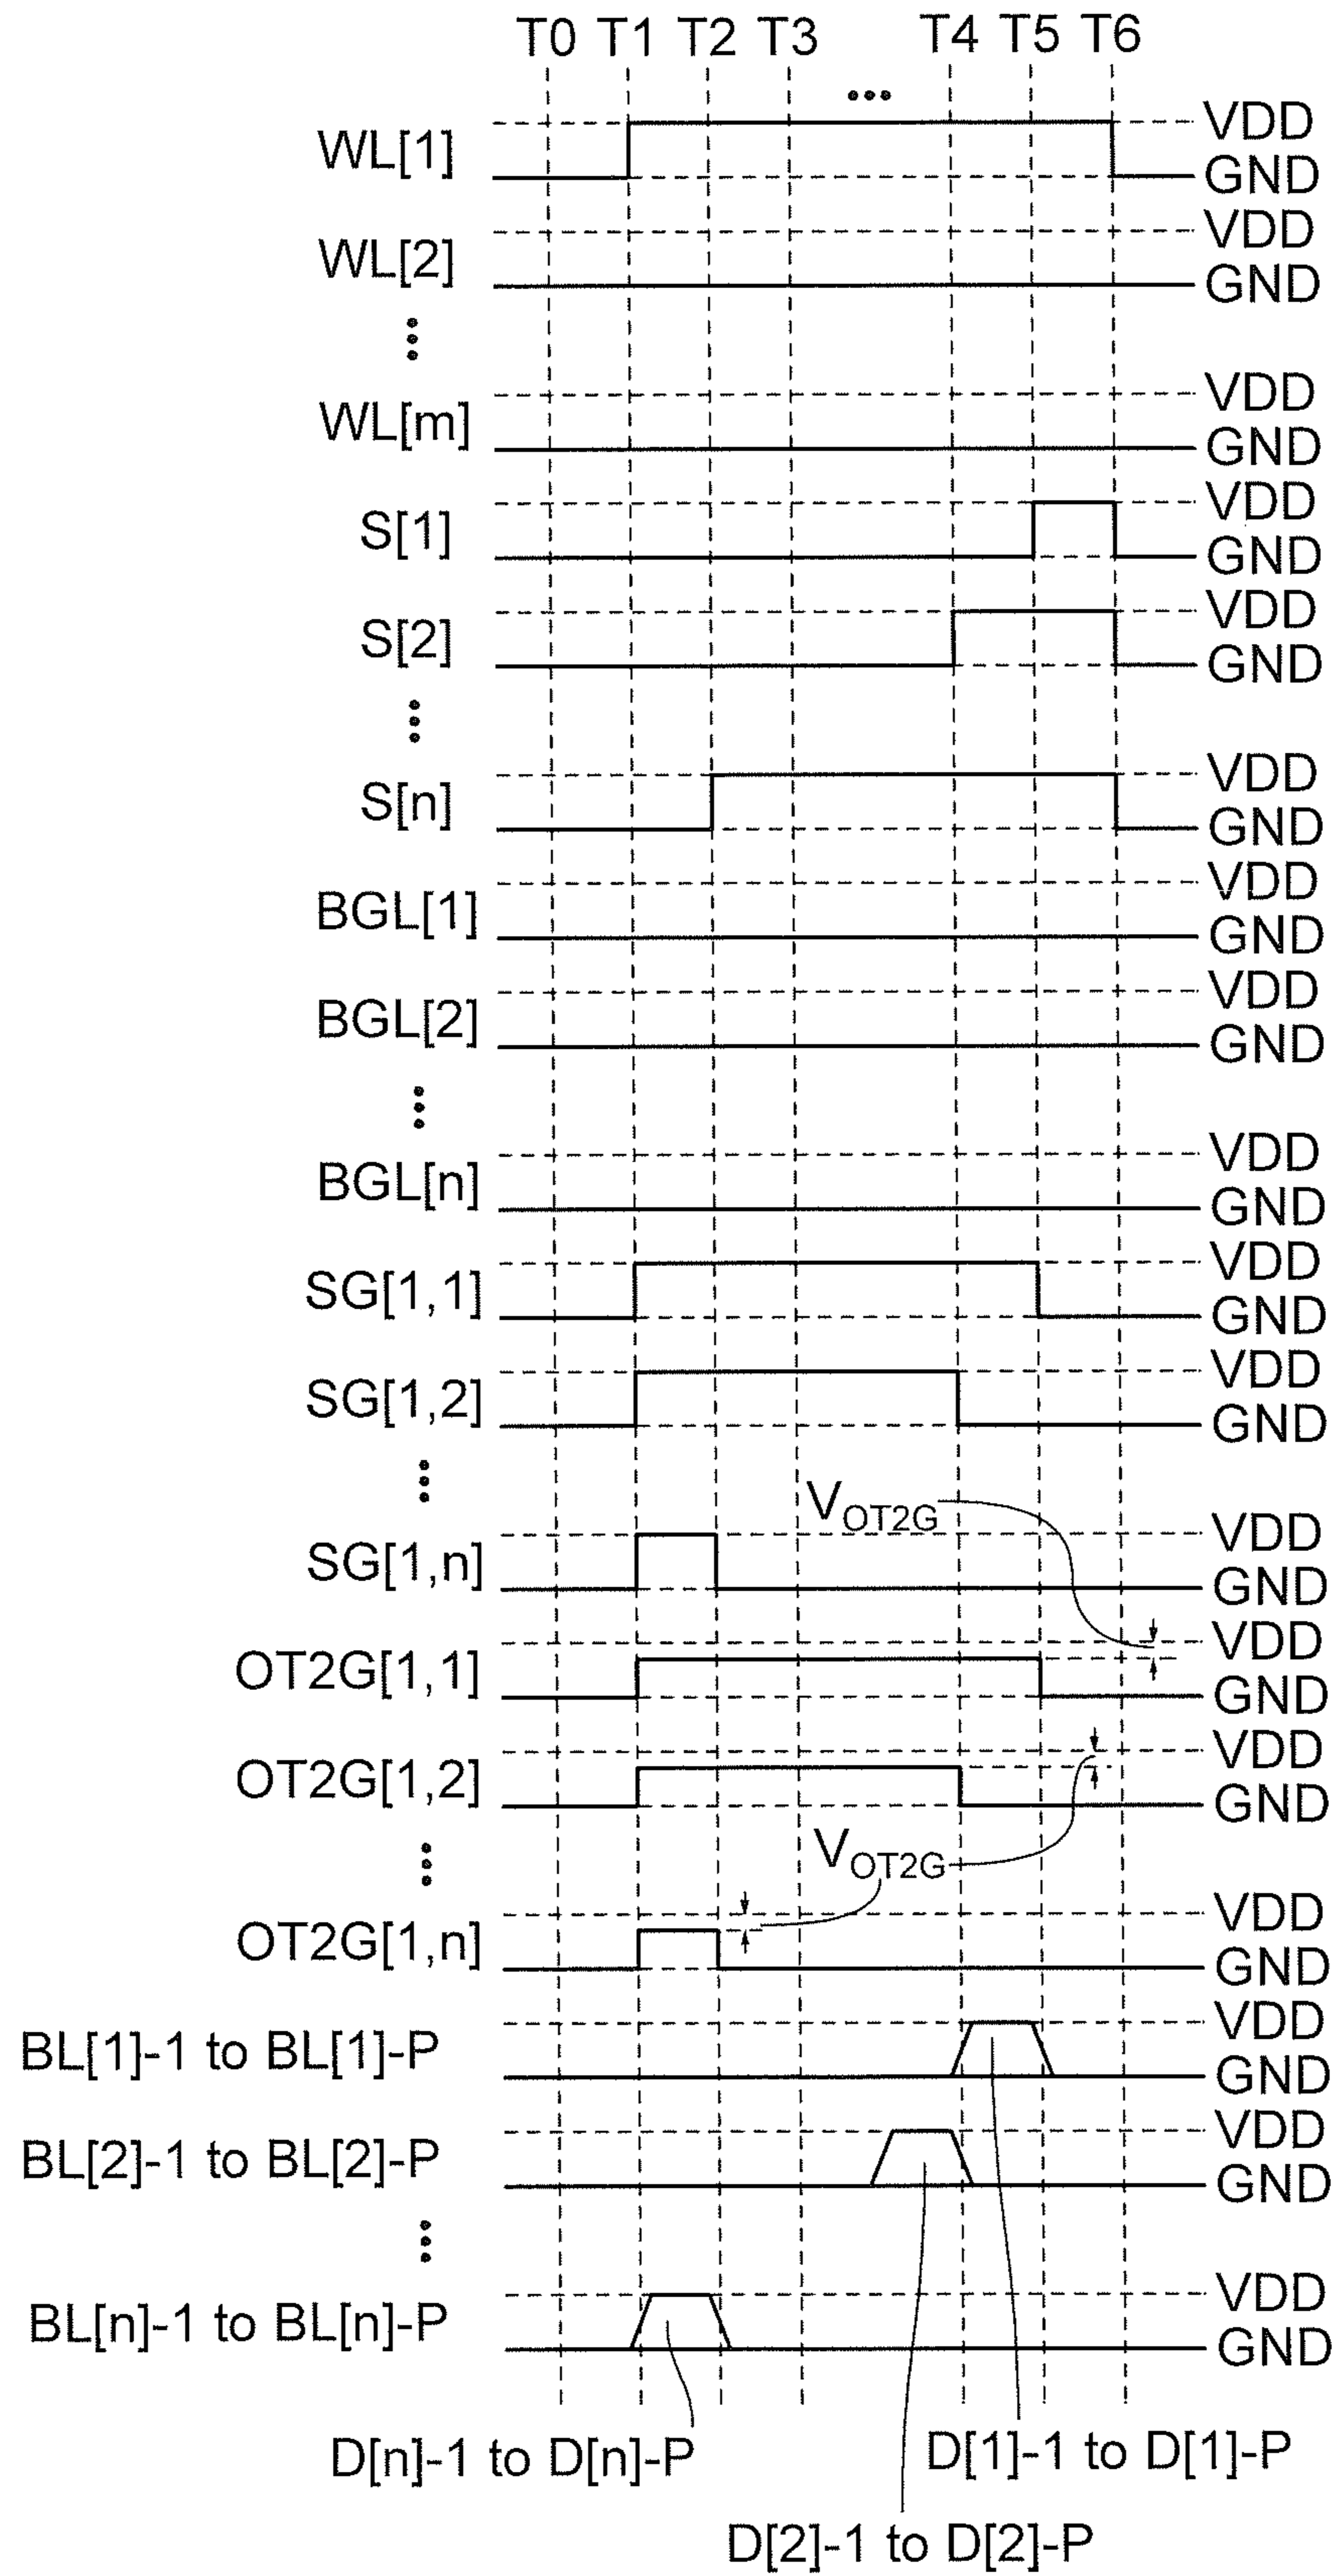 T0 T1 T2 T3 T4 T5 T6
...
WL[1] VDD
GND
WL[2] VDD
GND
WL[m] VDD
GND
S[1] VDD
GND
S[2] VDD
GND
S[n] VDD
GND
BGL[1] VDD
GND
BGL[2] VDD
GND
BGL[n] VDD
GND
SG[1,1] VDD
GND
SG[1,2] VDD
GND
VOT2G
SG[1,n] VDD
GND
OT2G[1,1] VDD
GND
OT2G[1,2] VDD
GND
VOT2G
OT2G[1,n] VDD
GND
BL[1]-1 to BL[1]-P VDD
GND
BL[2]-1 to BL[2]-P VDD
GND
BL[n]-1 to BL[n]-P VDD
GND
D[n]-1 to D[n]-P
D[1]-1 to D[1]-P
D[2]-1 to D[2]-P